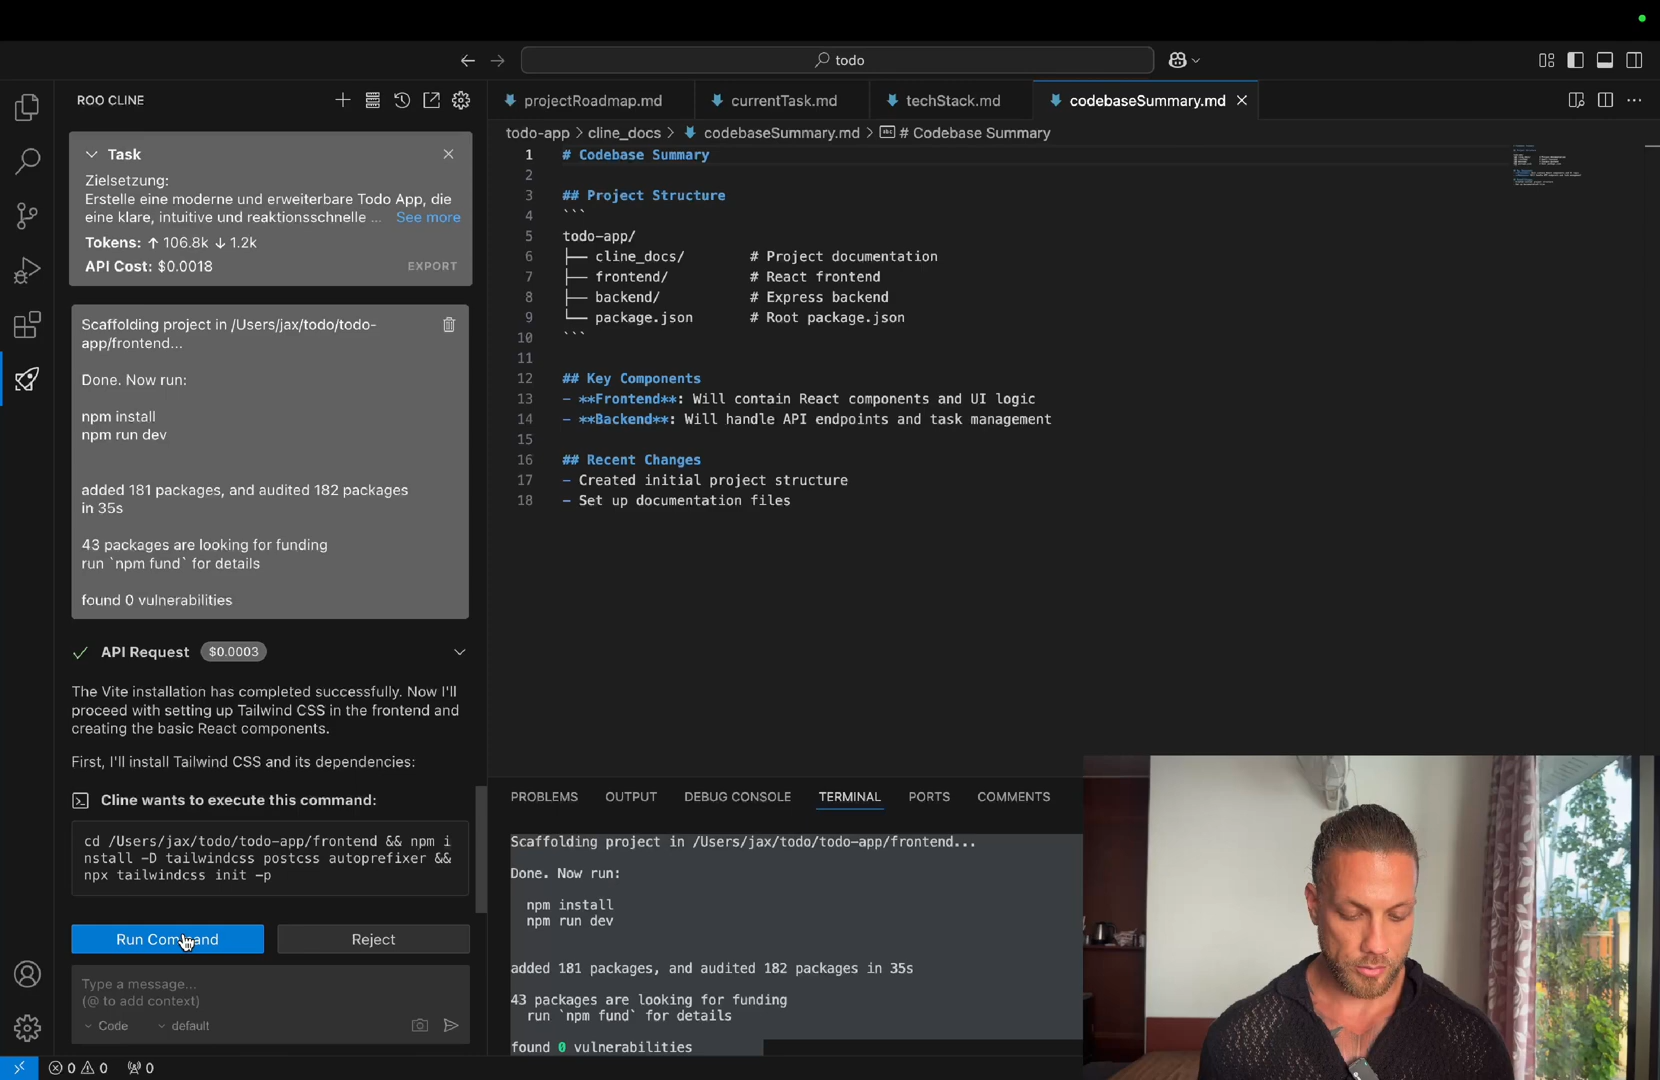 todo
ROO CLINE
Task
Zielsetzung:
Erstelle eine moderne und erweiterbare Todo App, die
eine klare, intuitive und reaktionsschnelle ... See more
Tokens: ↑ 106.8k ↓ 1.2k
API Cost: $0.0018
EXPORT
Scaffolding project in /Users/jax/todo/todo-
app/frontend...
Done. Now run:
npm install
npm run dev
added 181 packages, and audited 182 packages
in 35s
43 packages are looking for funding
run `npm fund` for details
found 0 vulnerabilities
API Request $0.0003
The Vite installation has completed successfully. Now I'll
proceed with setting up Tailwind CSS in the frontend and
creating the basic React components.
First, I'll install Tailwind CSS and its dependencies:
Cline wants to execute this command:
cd /Users/jax/todo/todo-app/frontend && npm i
nstall -D tailwindcss postcss autoprefixer &&
npx tailwindcss init -p
Run Command Reject
Type a message...
(@ to add context)
Code default
projectRoadmap.md currentTask.md techStack.md codebaseSummary.md
todo-app > cline_docs > codebaseSummary.md > # Codebase Summary
1 # Codebase Summary
2
3 ## Project Structure
4 ```
5 todo-app/
6 ├── cline_docs/ # Project documentation
7 ├── frontend/ # React frontend
8 ├── backend/ # Express backend
9 └── package.json # Root package.json
10 ```
11
12 ## Key Components
13 - **Frontend**: Will contain React components and UI logic
14 - **Backend**: Will handle API endpoints and task management
15
16 ## Recent Changes
17 - Created initial project structure
18 - Set up documentation files
PROBLEMS OUTPUT DEBUG CONSOLE TERMINAL PORTS COMMENTS
Scaffolding project in /Users/jax/todo/todo-app/frontend...
Done. Now run:
npm install
npm run dev
added 181 packages, and audited 182 packages in 35s
43 packages are looking for funding
run `npm fund` for details
found 0 vulnerabilities
0 0 0